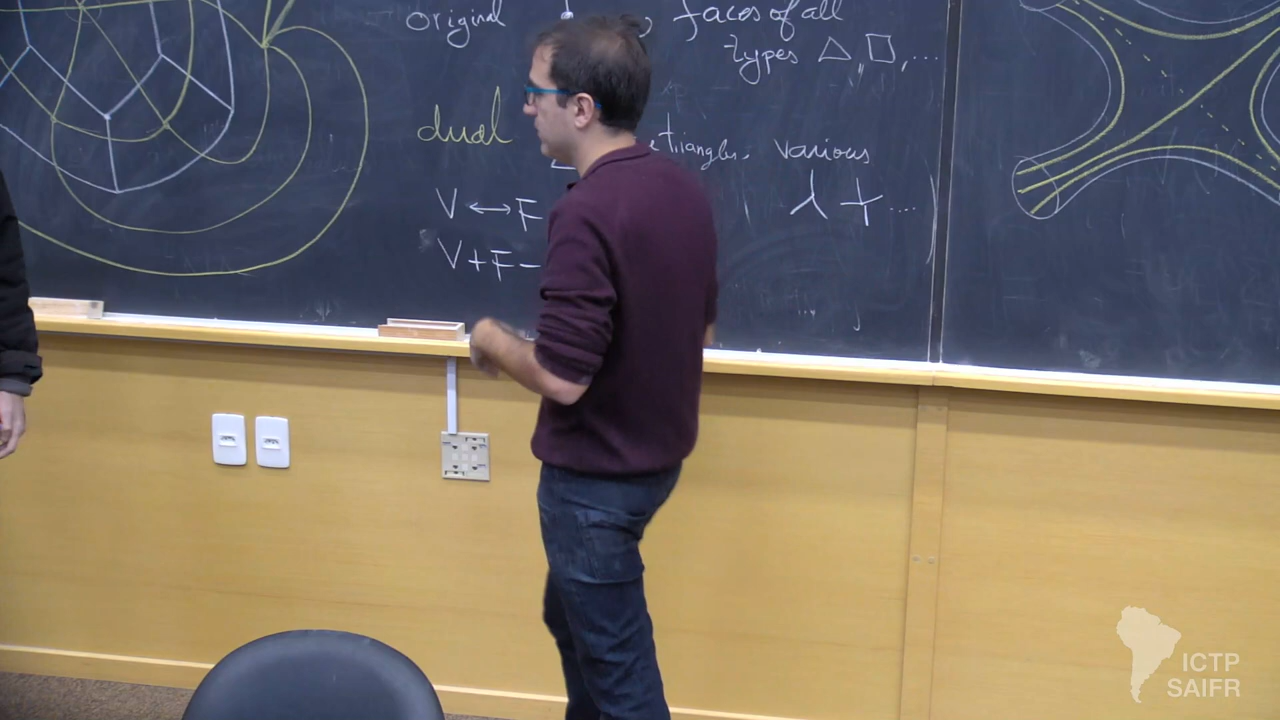 original , faces of all
types △, □, ....
dual triangles. various
V ↔ F
V + F -
ICTP
SAIFR